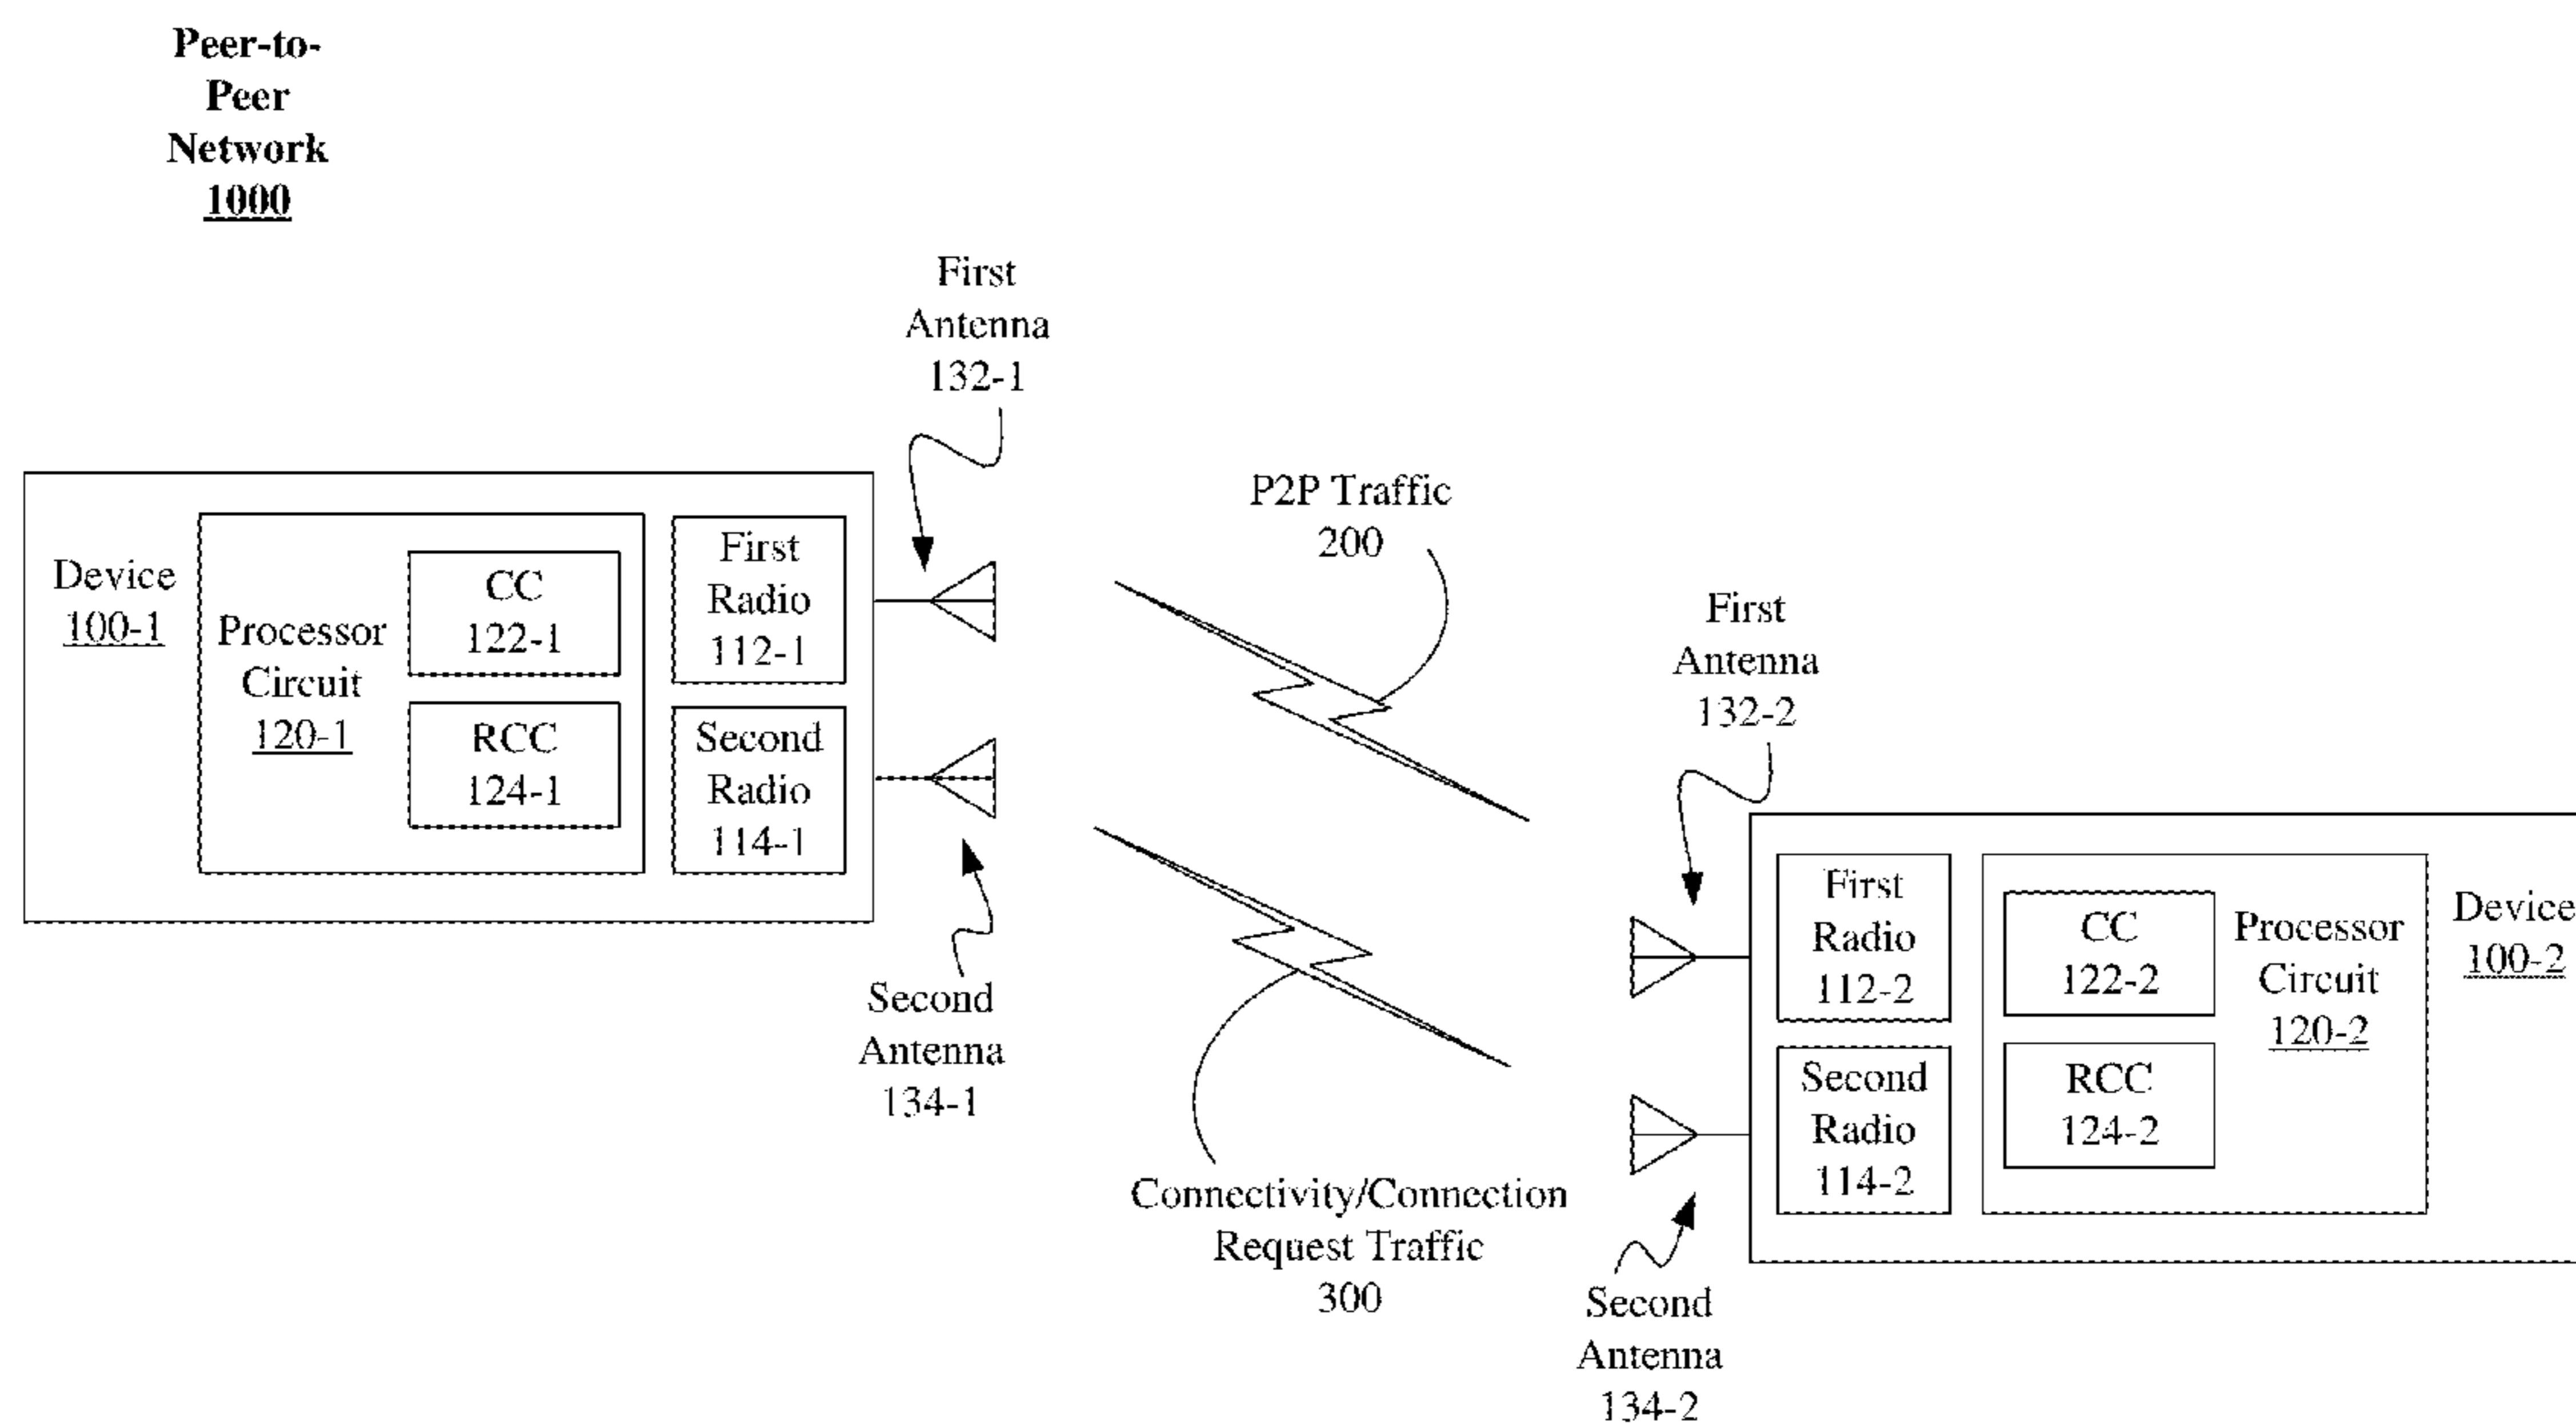 Peer-to-
Peer
Network
1000
First
Antenna
132-1
Device
100-1
Processor
Circuit
120-1
CC
122-1
RCC
124-1
First
Radio
112-1
Second
Radio
114-1
Second
Antenna
134-1
P2P Traffic
200
Connectivity/Connection
Request Traffic
300
First
Antenna
132-2
First
Radio
112-2
Second
Radio
114-2
CC
122-2
RCC
124-2
Processor
Circuit
120-2
Device
100-2
Second
Antenna
134-2